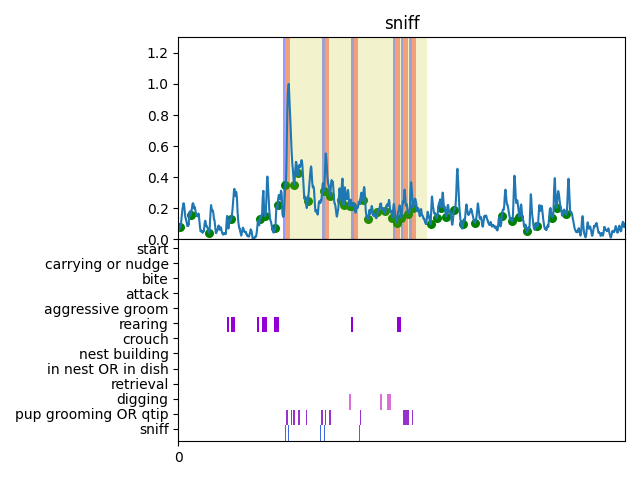 sniff
1.2
1.0
0.8
0.6
0.4
0.2
0.0
start
carrying or nudge
bite
attack
aggressive groom
rearing
crouch
nest building
in nest OR in dish
retrieval
digging
pup grooming OR qtip
sniff
0